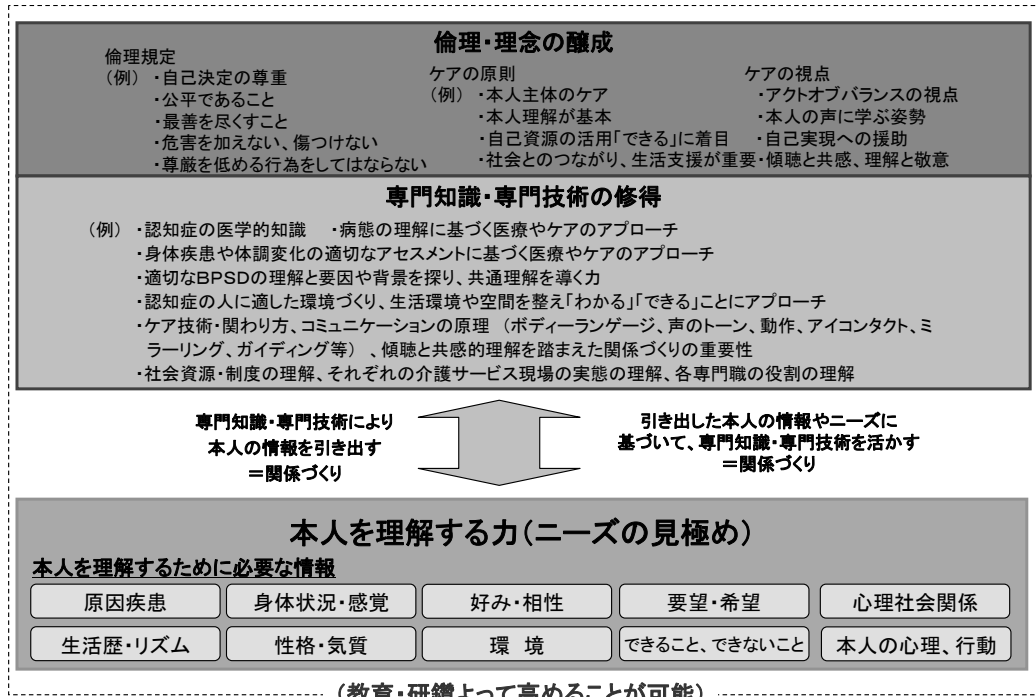 倫理・理念の醸成
倫理規定
（例）・自己決定の尊重
・公平であること
・最善を尽くすこと
・危害を加えない、傷つけない
・尊厳を低める行為をしてはならない
ケアの原則
（例）・本人主体のケア
・本人理解が基本
・自己資源の活用「できる」に着目
・社会とのつながり、生活支援が重要
ケアの視点
・アクトオブバランスの視点
・本人の声に学ぶ姿勢
・自己実現への援助
・傾聴と共感、理解と敬意
専門知識・専門技術の修得
（例）・認知症の医学的知識　・病態の理解に基づく医療やケアのアプローチ
・身体疾患や体調変化の適切なアセスメントに基づく医療やケアのアプローチ
・適切なBPSDの理解と要因や背景を探り、共通理解を導く力
・認知症の人に適した環境づくり、生活環境や空間を整え「わかる」「できる」ことにアプローチ
・ケア技術・関わり方、コミュニケーションの原理（ボディーランゲージ、声のトーン、動作、アイコンタクト、ミ
ラーリング、ガイディング等）、傾聴と共感的理解を踏まえた関係づくりの重要性
・社会資源・制度の理解、それぞれの介護サービス現場の実態の理解、各専門職の役割の理解
専門知識・専門技術により
本人の情報を引き出す
＝関係づくり
引き出した本人の情報やニーズに
基づいて、専門知識・専門技術を活かす
＝関係づくり
本人を理解する力（ニーズの見極め）
本人を理解するために必要な情報
原因疾患
身体状況・感覚
好み・相性
要望・希望
心理社会関係
生活歴・リズム
性格・気質
環　境
できること、できないこと
本人の心理、行動
（教育・研鑽よって高めることが可能）